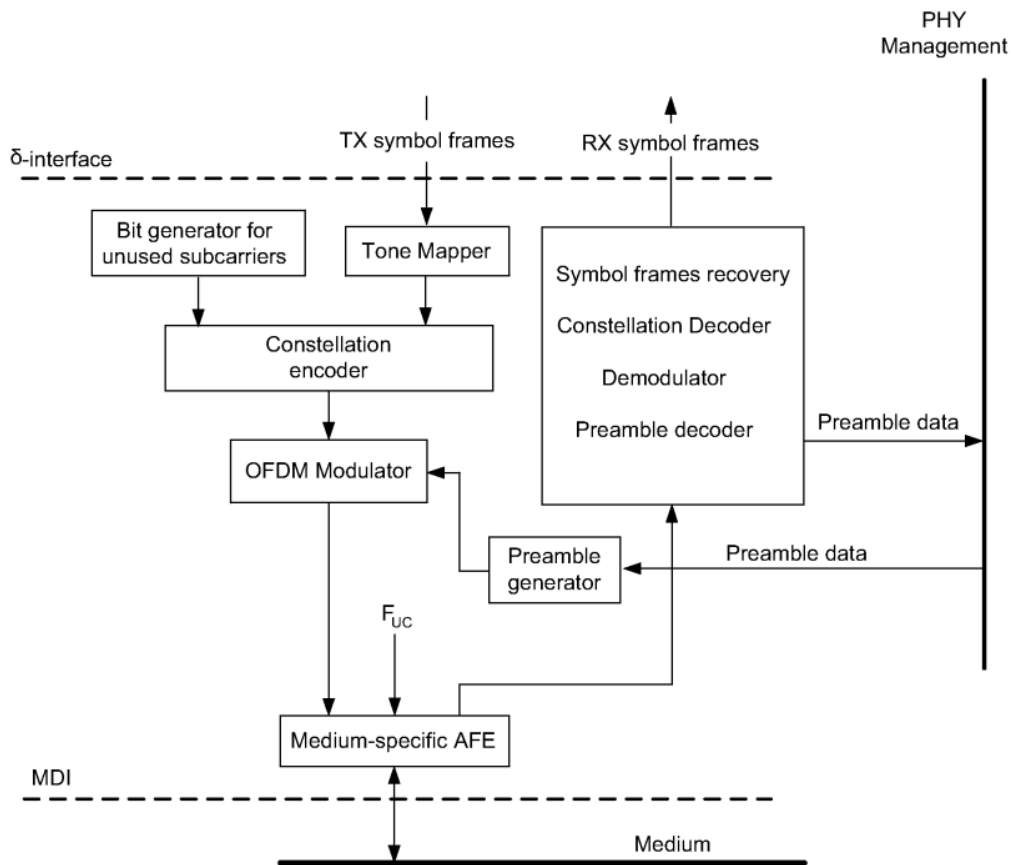 PHY
Management
TX symbol frames
RX symbol frames
δ-interface
Bit generator for
unused subcarriers
Tone Mapper
Symbol frames recovery
Constellation Decoder
Demodulator
Preamble decoder
Constellation
encoder
Preamble data
OFDM Modulator
Preamble
generator
Preamble data
FUC
Medium-specific AFE
MDI
Medium